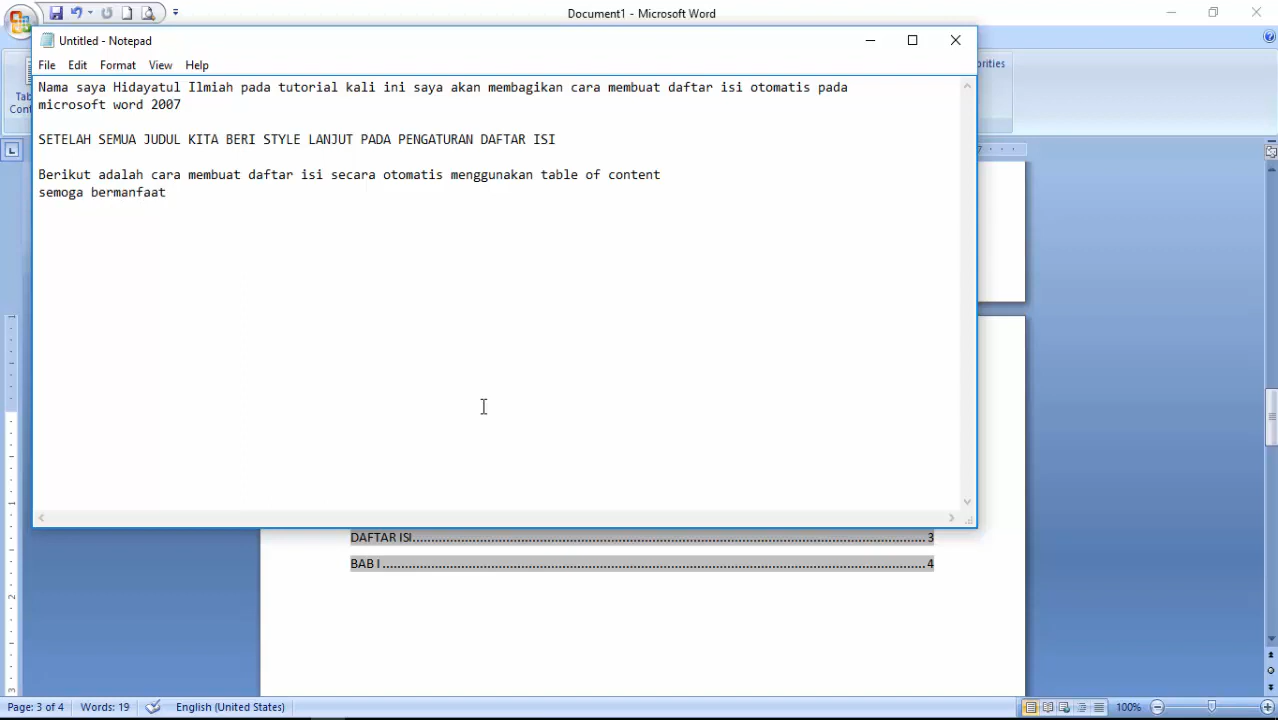 Document1 - Microsoft Word
Untitled - Notepad
File Edit Format View Help
orities
Nama saya Hidayatul Ilmiah pada tutorial kali ini saya akan membagikan cara membuat daftar isi otomatis pada
microsoft word 2007
SETELAH SEMUA JUDUL KITA BERI STYLE LANJUT PADA PENGATURAN DAFTAR ISI
Berikut adalah cara membuat daftar isi secara otomatis menggunakan table of content
semoga bermanfaat
DAFTAR ISI 3
BAB I 4
Page: 3 of 4 Words: 19 English (United States) 100%